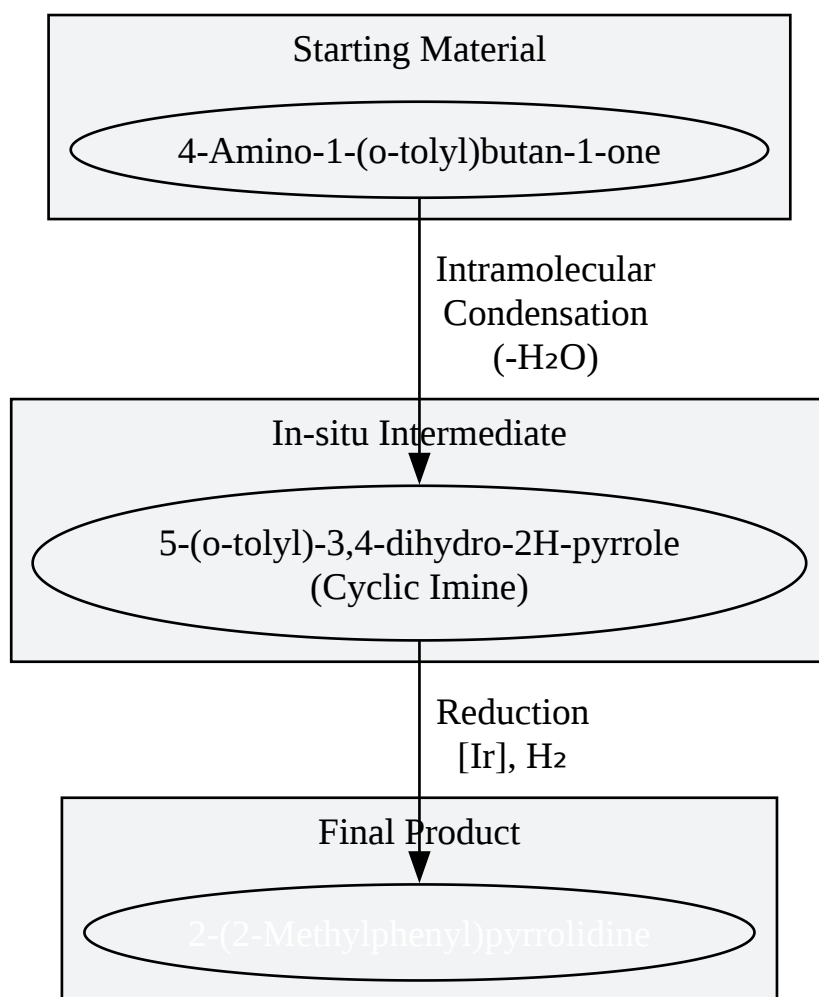 Starting Material
4-Amino-1-(o-tolyl)butan-1-one
Intramolecular
Condensation
(-H₂O)
In-situ Intermediate
5-(o-tolyl)-3,4-dihydro-2H-pyrrole
(Cyclic Imine)
Reduction
[Ir], H₂
Final Product
2-(2-Methylphenyl)pyrrolidine